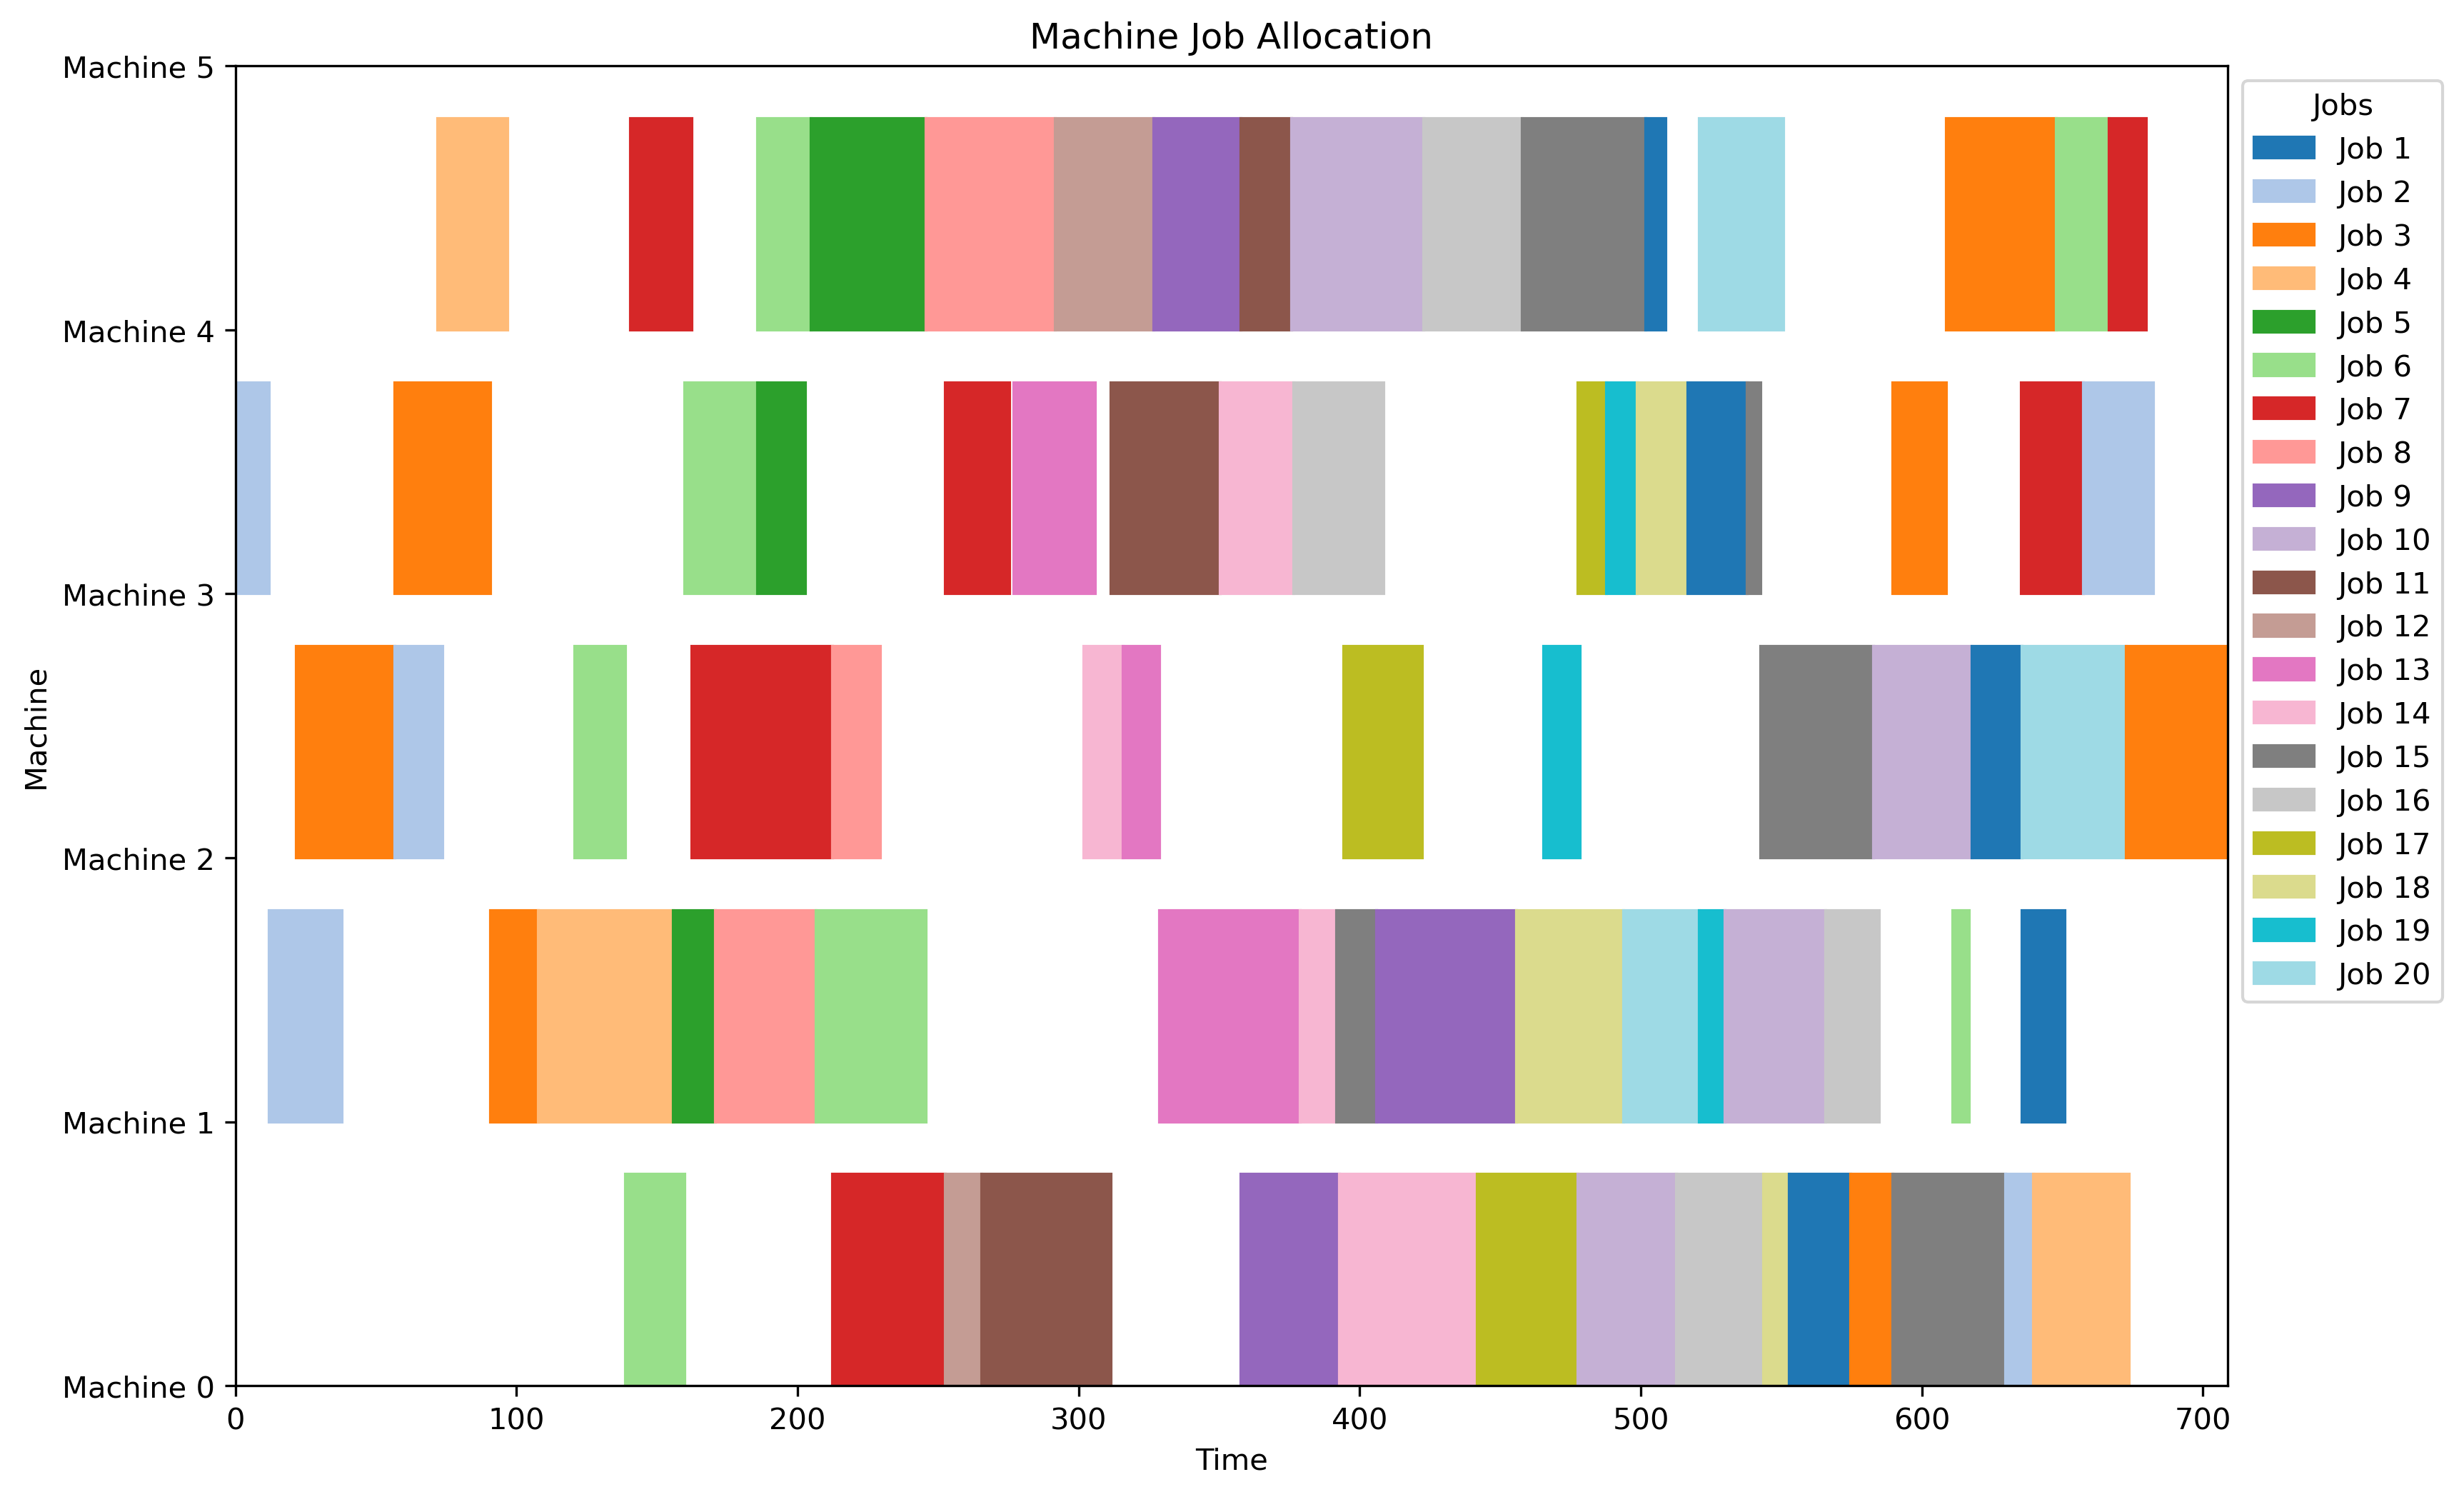 Machine Job Allocation
Machine 5
Machine 4
Machine 3
Machine 2
Machine 1
Machine 0
Machine
0 100 200 300 400 500 600 700
Time
Jobs
Job 1
Job 2
Job 3
Job 4
Job 5
Job 6
Job 7
Job 8
Job 9
Job 10
Job 11
Job 12
Job 13
Job 14
Job 15
Job 16
Job 17
Job 18
Job 19
Job 20